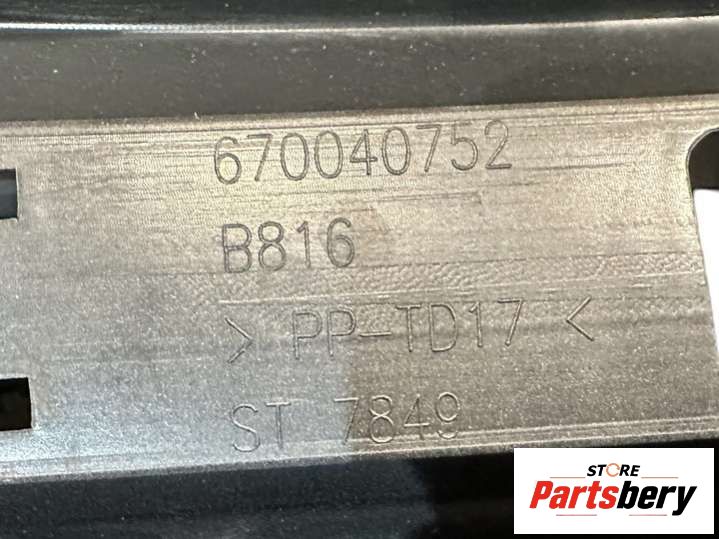 670040752
B816
> PP-TD17 <
ST 7849
STORE
Partsbery